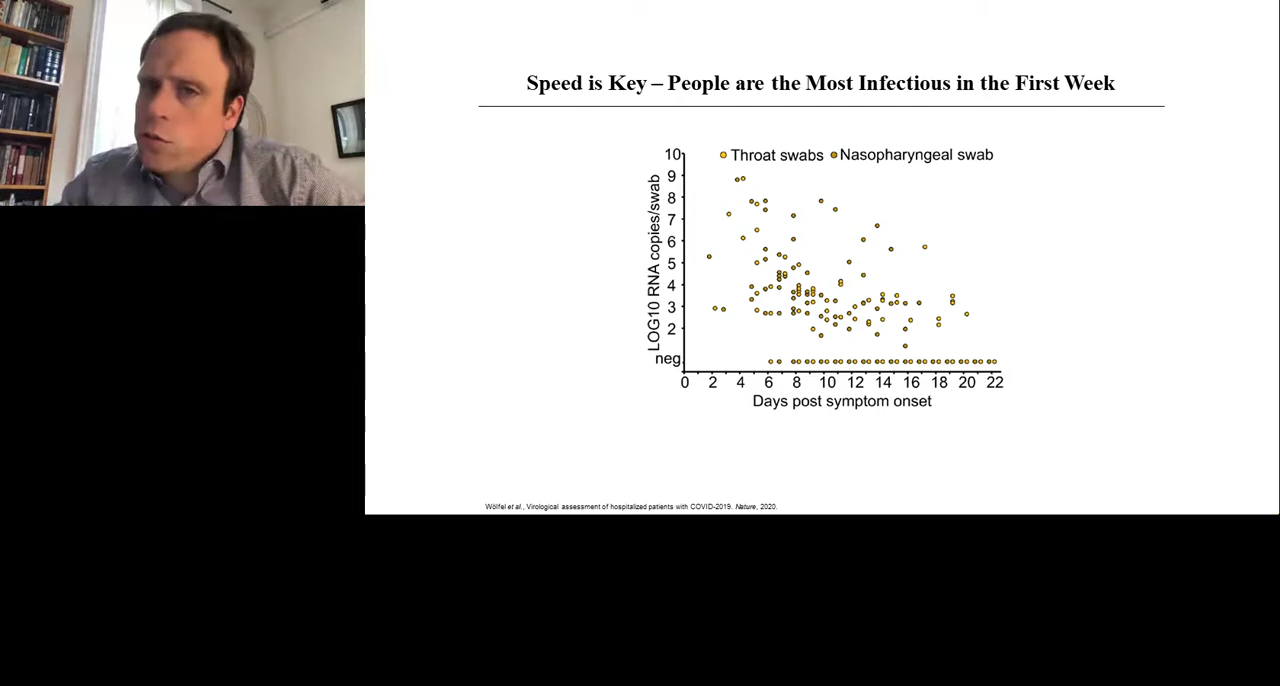 Speed is Key – People are the Most Infectious in the First Week
Throat swabs Nasopharyngeal swab
LOG10 RNA copies/swab
10
9
8
7
6
5
4
3
2
neg
0 2 4 6 8 10 12 14 16 18 20 22
Days post symptom onset
Wölfel et al., Virological assessment of hospitalized patients with COVID-2019. Nature, 2020.